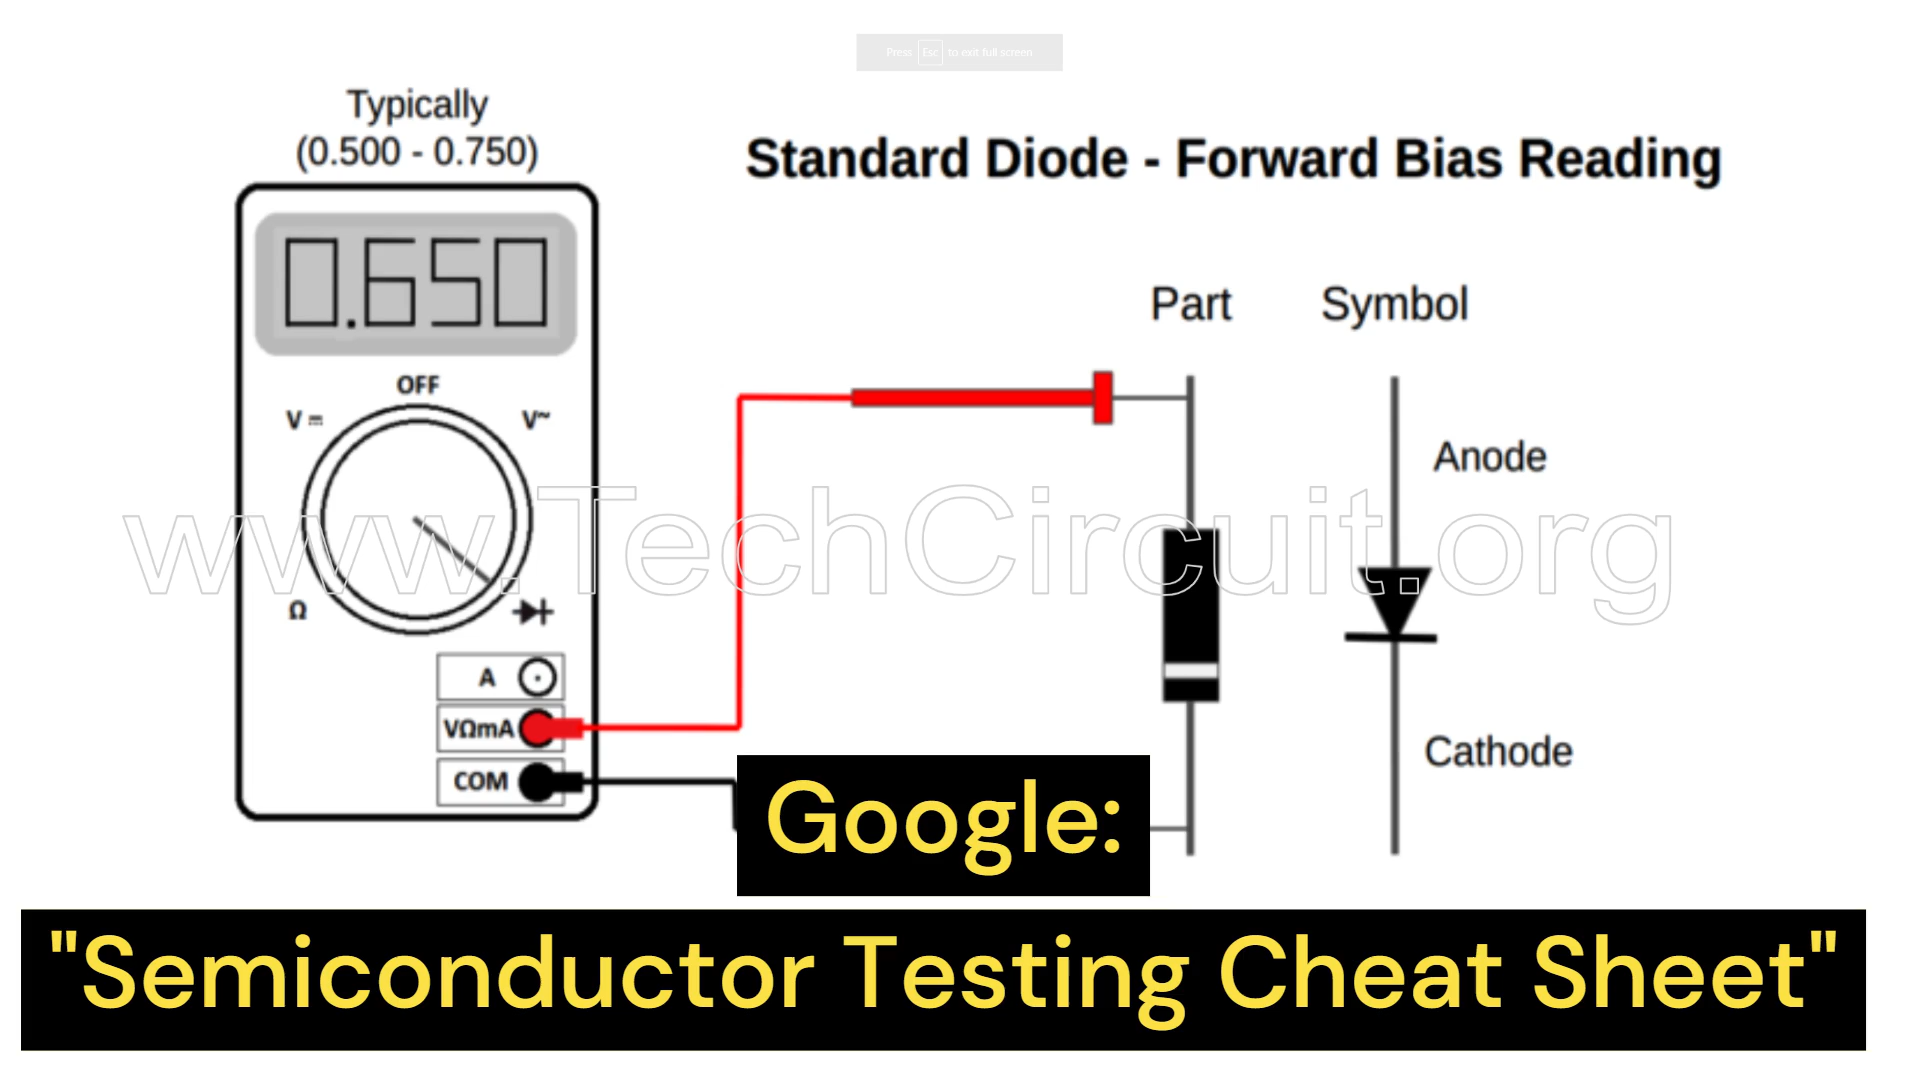 Press Esc to exit full screen
Typically
(0.500 - 0.750)
Standard Diode - Forward Bias Reading
0.650
Part
Symbol
OFF
V ⎓
V~
Anode
www.TechCircuit.org
Ω
A
VΩmA
COM
Cathode
Google:
"Semiconductor Testing Cheat Sheet"